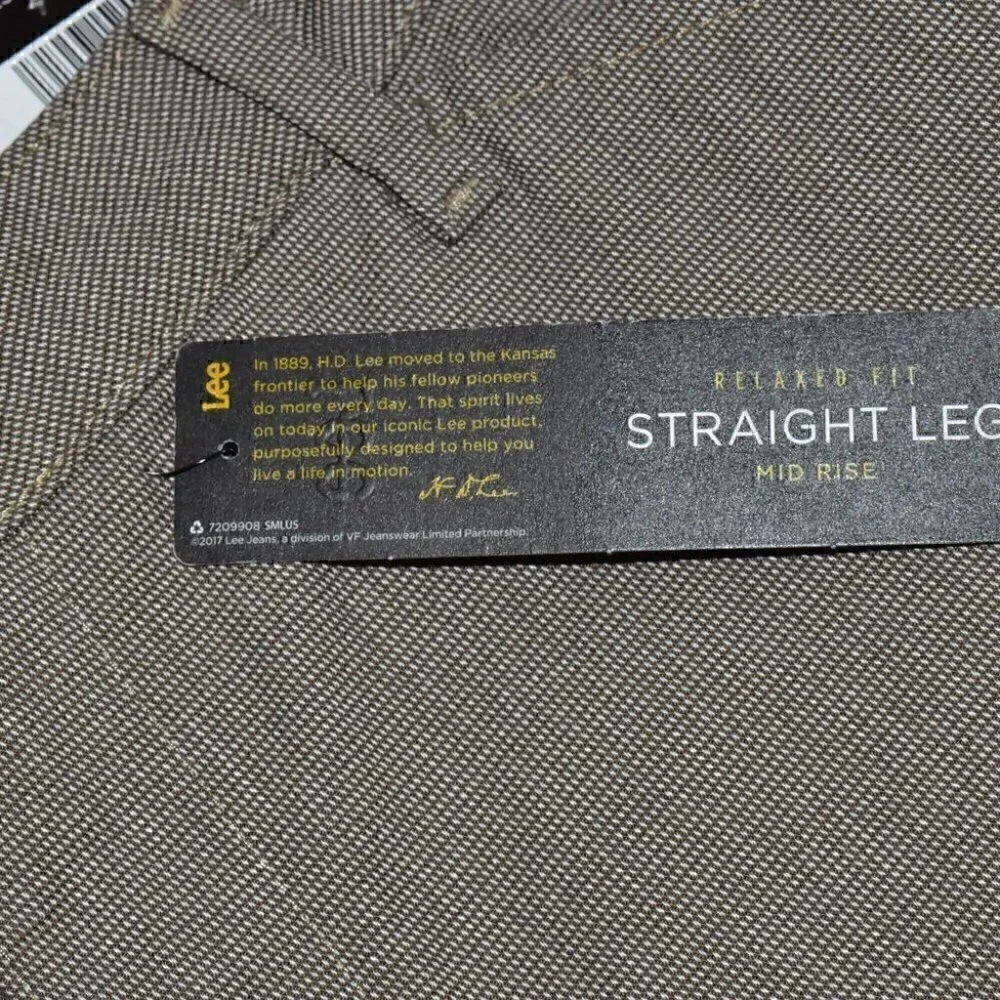 Lee
In 1889, H.D. Lee moved to the Kansas
frontier to help his fellow pioneers
do more every day. That spirit lives
on today in our iconic Lee product,
purposefully designed to help you
live a life in motion.
H D Lee
7209908 SMLUS
©2017 Lee Jeans, a division of VF Jeanswear Limited Partnership.
RELAXED FIT
STRAIGHT LEG
MID RISE